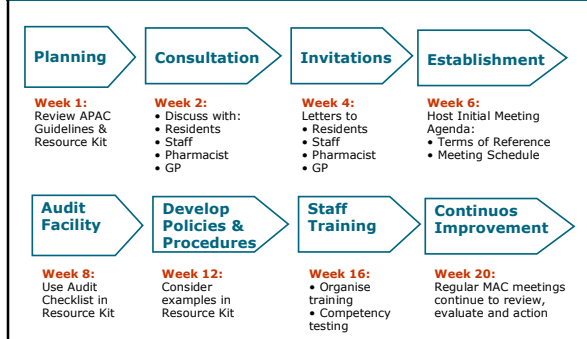 Planning
Consultation
Invitations
Establishment
Week 1:
Review APAC
Guidelines &
Resource Kit
Week 2:
• Discuss with:
• Residents
• Staff
• Pharmacist
• GP
Week 4:
Letters to
• Residents
• Staff
• Pharmacist
• GP
Week 6:
Host Initial Meeting
Agenda:
• Terms of Reference
• Meeting Schedule
Audit
Facility
Develop
Policies &
Procedures
Staff
Training
Continuos
Improvement
Week 8:
Use Audit
Checklist in
Resource Kit
Week 12:
Consider
examples in
Resource Kit
Week 16:
• Organise
training
• Competency
testing
Week 20:
Regular MAC meetings
continue to review,
evaluate and action